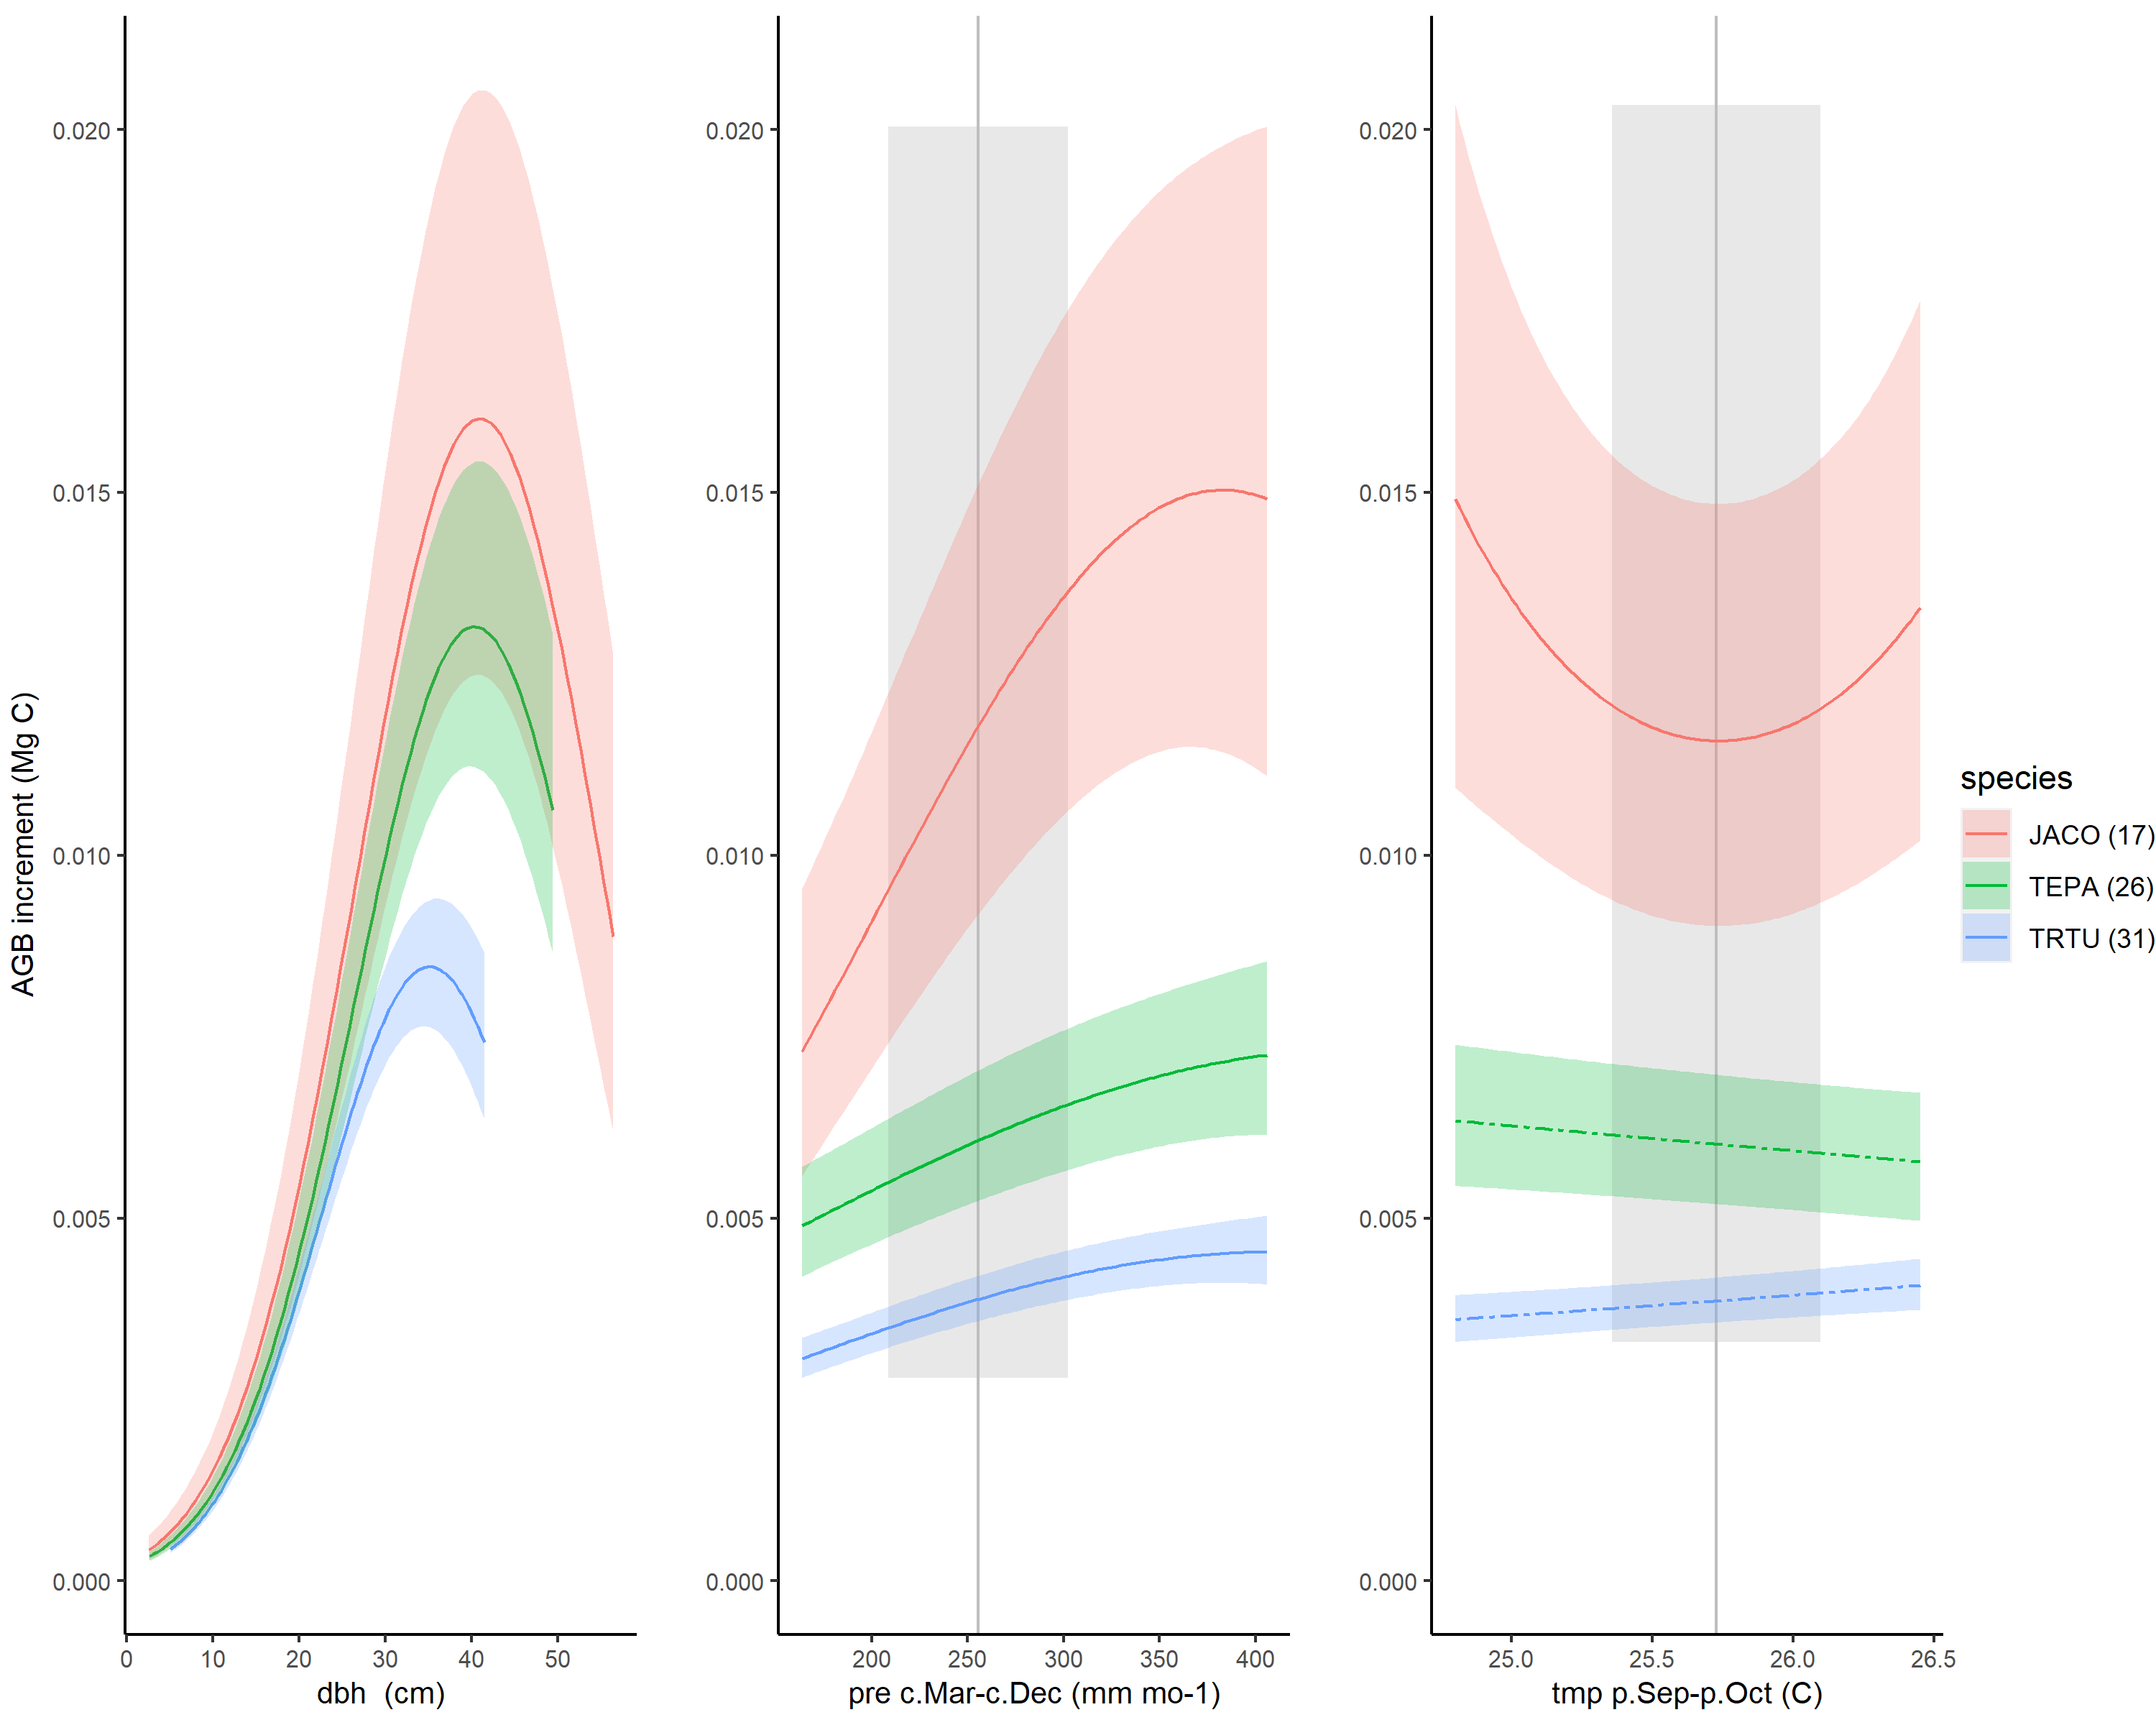 AGB increment (Mg C)
0.020
0.015
0.010
0.005
0.000
0 10 20 30 40 50
dbh (cm)
0.020
0.015
0.010
0.005
0.000
200 250 300 350 400
pre c.Mar-c.Dec (mm mo-1)
0.020
0.015
0.010
0.005
0.000
25.0 25.5 26.0 26.5
tmp p.Sep-p.Oct (C)
species
JACO (17)
TEPA (26)
TRTU (31)